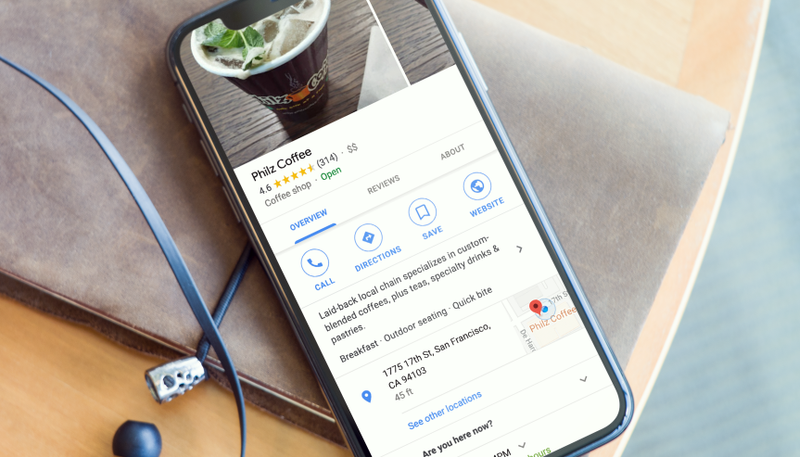 Philz Coffee
4.6 (314) · $$
Coffee shop · Open
OVERVIEW
REVIEWS
ABOUT
CALL
DIRECTIONS
SAVE
WEBSITE
Laid-back local chain specializes in custom-
blended coffees, plus teas, specialty drinks &
pastries.
Breakfast · Outdoor seating · Quick bite
17th S
Philz Coffee
De Har
1775 17th St, San Francisco,
CA 94103
45 ft
See other locations
Are you here now?
PM
hours